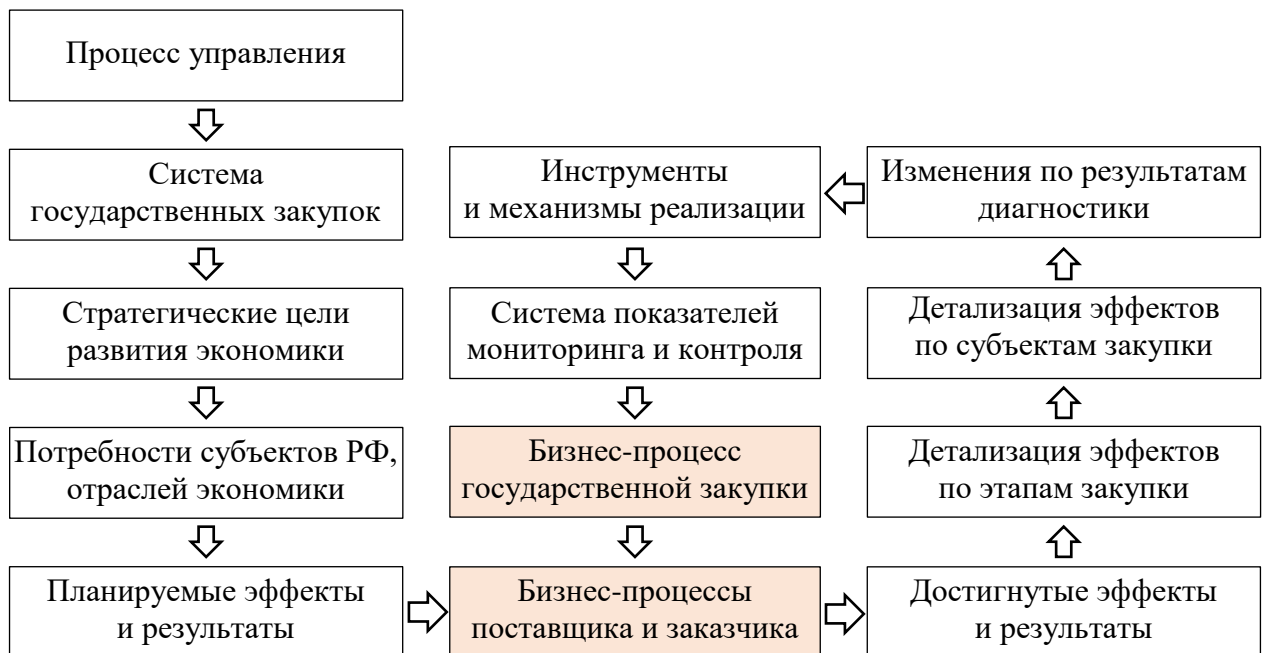 Процесс управления
Система
государственных закупок
Стратегические цели
развития экономики
Потребности субъектов РФ,
отраслей экономики
Планируемые эффекты
и результаты
Инструменты
и механизмы реализации
Система показателей
мониторинга и контроля
Бизнес-процесс
государственной закупки
Бизнес-процессы
поставщика и заказчика
Изменения по результатам
диагностики
Детализация эффектов
по субъектам закупки
Детализация эффектов
по этапам закупки
Достигнутые эффекты
и результаты